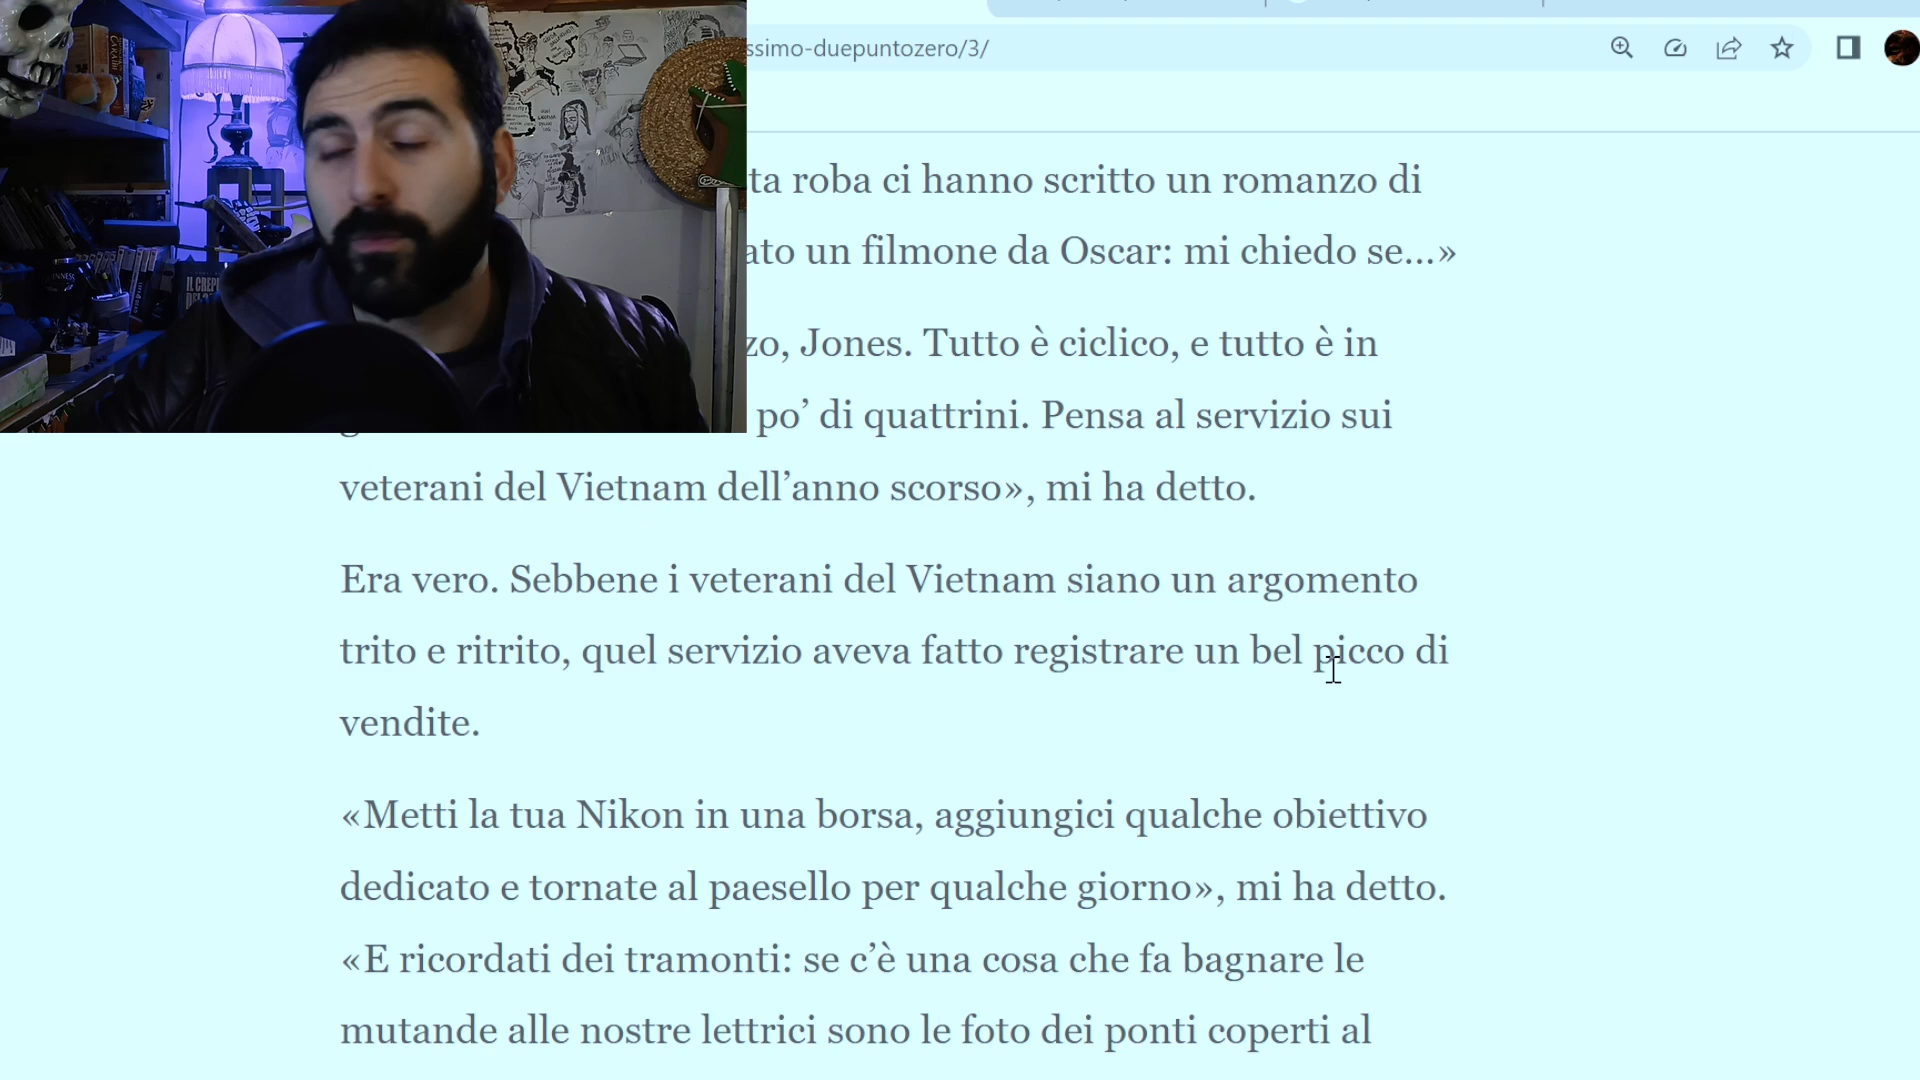 ssimo-duepuntozero/3/
ta roba ci hanno scritto un romanzo di
ato un filmone da Oscar: mi chiedo se...»
zo, Jones. Tutto è ciclico, e tutto è in
po’ di quattrini. Pensa al servizio sui
veterani del Vietnam dell’anno scorso», mi ha detto.
Era vero. Sebbene i veterani del Vietnam siano un argomento
trito e ritrito, quel servizio aveva fatto registrare un bel picco di
vendite.
«Metti la tua Nikon in una borsa, aggiungici qualche obiettivo
dedicato e tornate al paesello per qualche giorno», mi ha detto.
«E ricordati dei tramonti: se c’è una cosa che fa bagnare le
mutande alle nostre lettrici sono le foto dei ponti coperti al